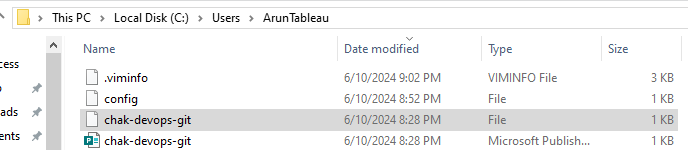 This PC > Local Disk (C:) > Users > ArunTableau
Name Date modified Type Size
cess
.viminfo 6/10/2024 9:02 PM VIMINFO File 3 KB
config 6/10/2024 8:52 PM File 1 KB
ads
chak-devops-git 6/10/2024 8:28 PM File 1 KB
ents
chak-devops-git 6/10/2024 8:28 PM Microsoft Publish... 1 KB